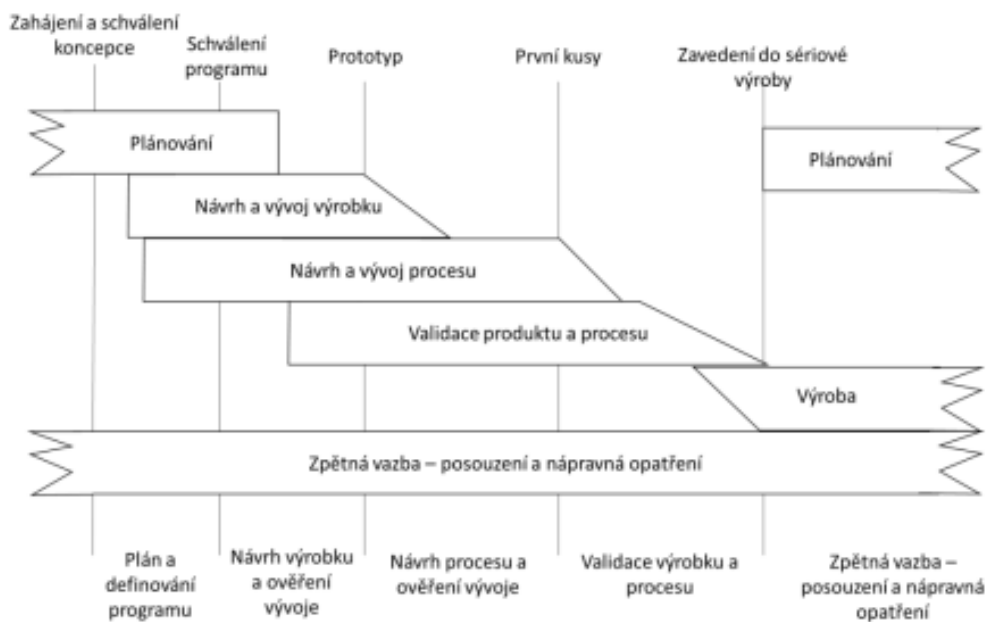 Zahájení a schválení
koncepce
Schválení
programu
Prototyp
První kusy
Zavedení do sériové
výroby
Plánování
Plánování
Návrh a vývoj výrobku
Návrh a vývoj procesu
Validace produktu a procesu
Výroba
Zpětná vazba – posouzení a nápravná opatření
Plán a
definování
programu
Návrh výrobku
a ověření
vývoje
Návrh procesu a
ověření vývoje
Validace výrobku a
procesu
Zpětná vazba –
posouzení a nápravná
opatření